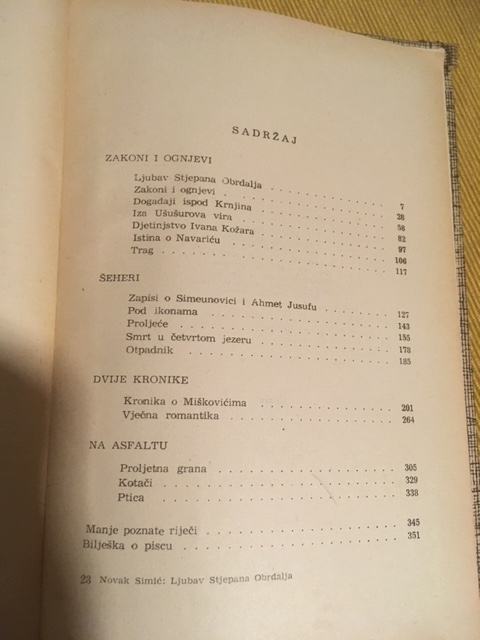 SADRŽAJ
ZAKONI I OGNJEVI
Ljubav Stjepana Obrdalja . . . . . . . . . . 7
Zakoni i ognjevi . . . . . . . . . . 38
Događaji ispod Krnjina . . . . . . . . . . 58
Iza Ušušurova vira . . . . . . . . . . 82
Djetinjstvo Ivana Kožara . . . . . . . . . . 97
Istina o Navariću . . . . . . . . . . 106
Trag . . . . . . . . . . 117
ŠEHERI
Zapisi o Simeunovici i Ahmet Jusufu . . . . . . . . . . 127
Pod ikonama . . . . . . . . . . 143
Proljeće . . . . . . . . . . 155
Smrt u četvrtom jezeru . . . . . . . . . . 178
Otpadnik . . . . . . . . . . 185
DVIJE KRONIKE
Kronika o Miškovićima . . . . . . . . . . 201
Vječna romantika . . . . . . . . . . 264
NA ASFALTU
Proljetna grana . . . . . . . . . . 305
Kotači . . . . . . . . . . 329
Ptica . . . . . . . . . . 338
Manje poznate riječi . . . . . . . . . . 345
Bilješka o piscu . . . . . . . . . . 351
23 Novak Simić: Ljubav Stjepana Obrdalja